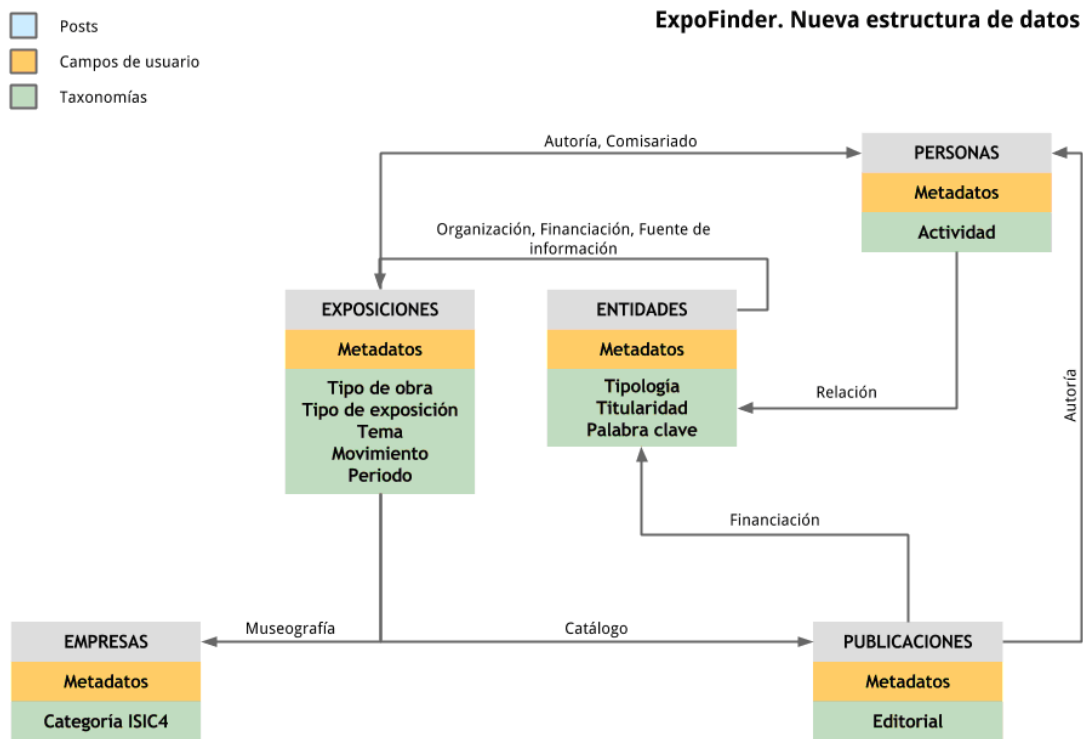 ExpoFinder. Nueva estructura de datos
Posts
Campos de usuario
Taxonomías
Autoría, Comisariado
PERSONAS
Metadatos
Actividad
Organización, Financiación, Fuente de
información
EXPOSICIONES
Metadatos
Tipo de obra
Tipo de exposición
Tema
Movimiento
Periodo
ENTIDADES
Metadatos
Tipología
Titularidad
Palabra clave
Relación
Autoría
Financiación
Museografía
Catálogo
EMPRESAS
Metadatos
Categoría ISIC4
PUBLICACIONES
Metadatos
Editorial